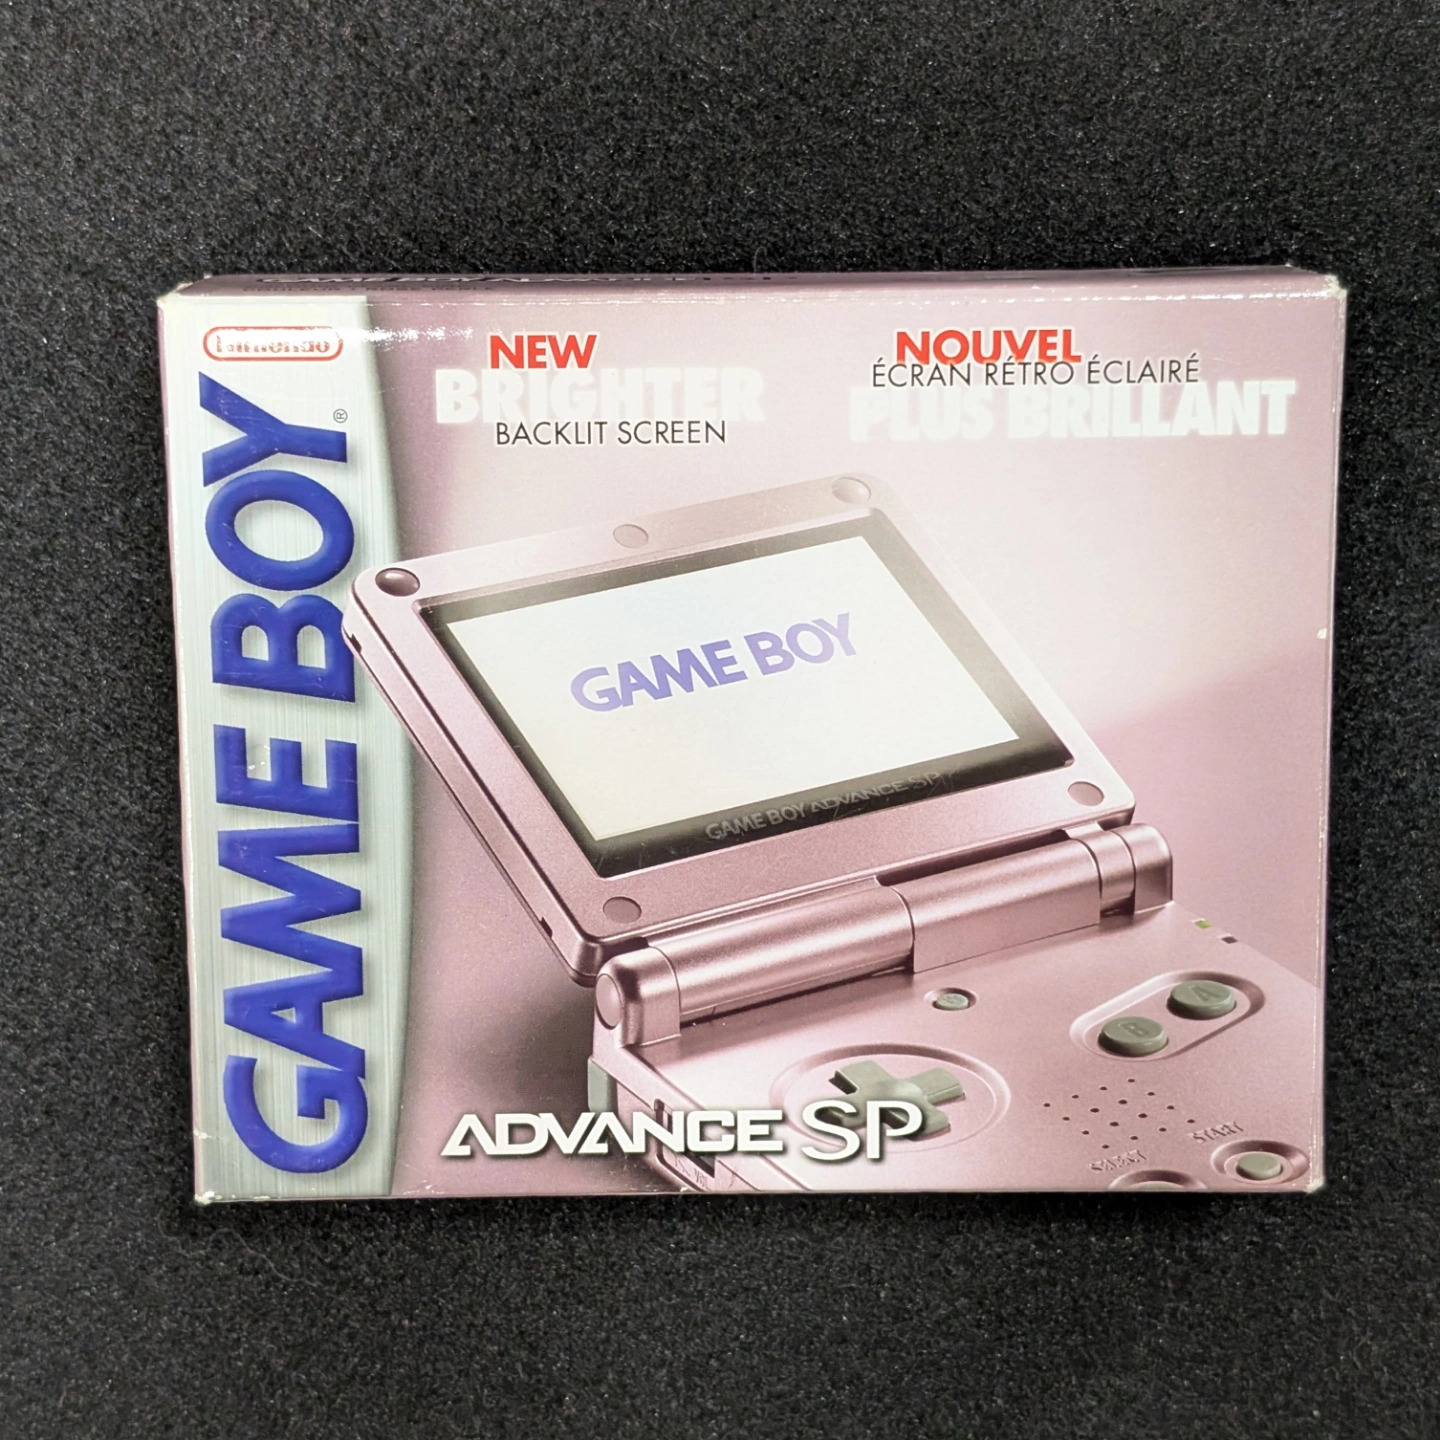 Nintendo
GAME BOY®
NEW
BRIGHTER
BACKLIT SCREEN
NOUVEL
ÉCRAN RÉTRO ÉCLAIRÉ
PLUS BRILLANT
GAME BOY
GAME BOY ADVANCE SP
A
B
START
SELECT
ADVANCE SP